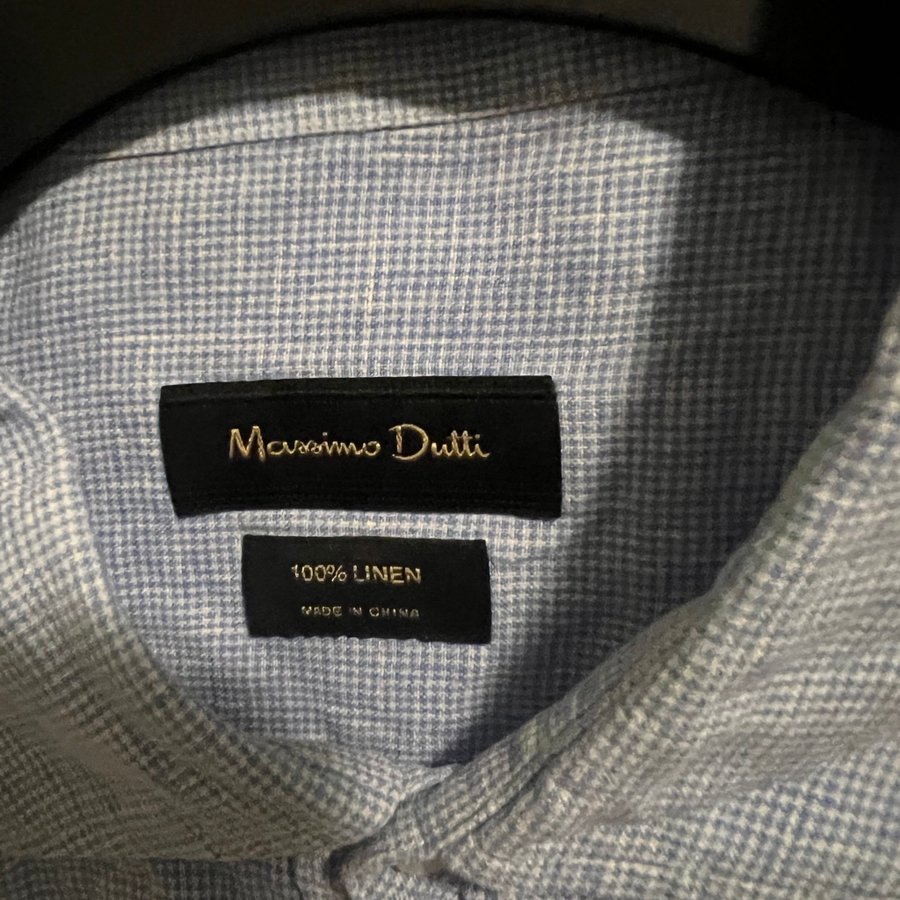 Massimo Dutti
100% LINEN
MADE IN CHINA